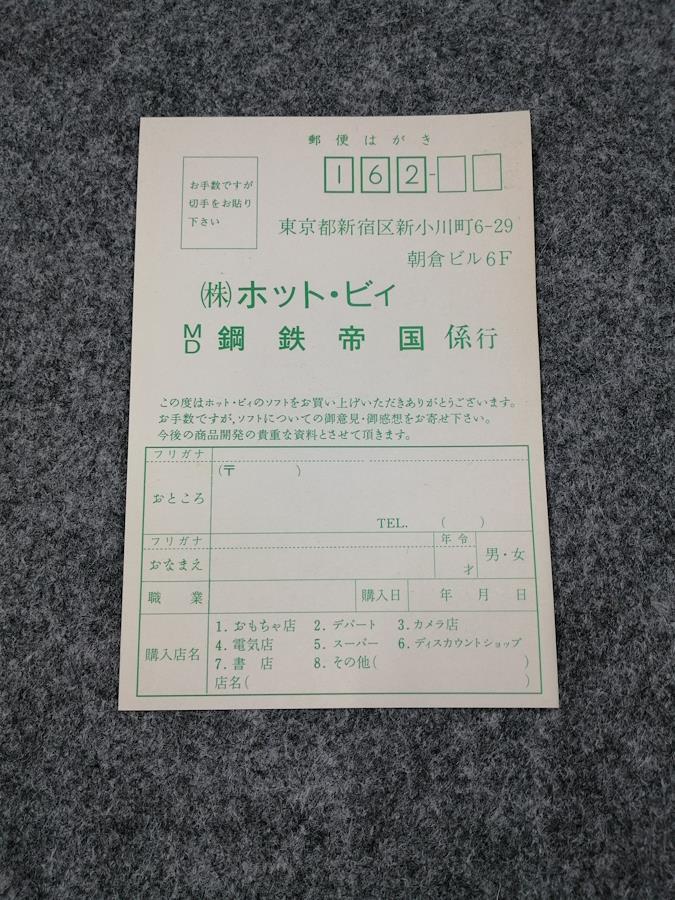 郵便はがき
162-
お手数ですが
切手をお貼り
下さい
東京都新宿区新小川町6-29
朝倉ビル6F
㈱ホット・ビィ
MD 鋼鉄帝国 係行
この度はホット・ビィのソフトをお買い上げいただきありがとうございます。
お手数ですが,ソフトについての御意見・御感想をお寄せ下さい。
今後の商品開発の貴重な資料とさせて頂きます。
フリガナ
おところ (〒 )
TEL. ( )
フリガナ 年令
おなまえ 才 男・女
職業 購入日 年 月 日
購入店名
1. おもちゃ店 2. デパート 3. カメラ店
4. 電気店 5. スーパー 6. ディスカウントショップ
7. 書店 8. その他( )
店名( )